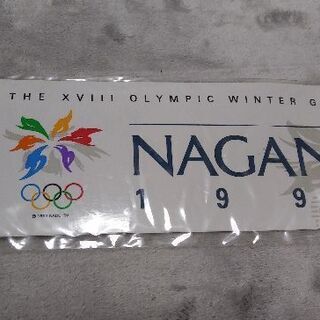 THE XVIII OLYMPIC WINTER G
NAGAN
1 9 9